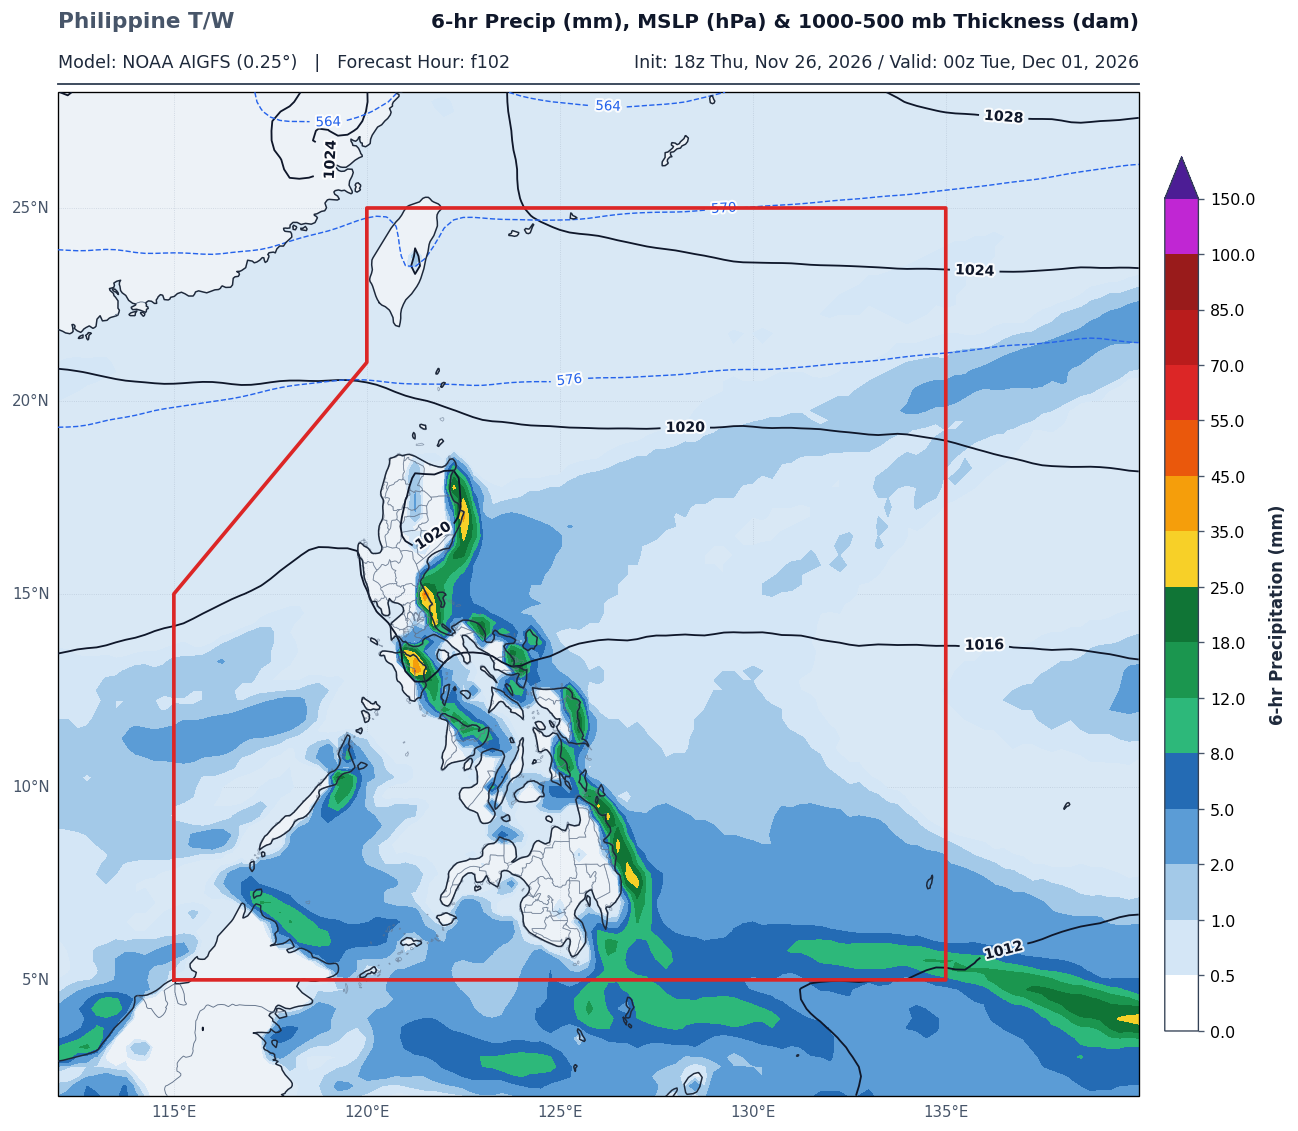 Philippine T/W
6-hr Precip (mm), MSLP (hPa) & 1000-500 mb Thickness (dam)
Model: NOAA AIGFS (0.25°) | Forecast Hour: f102
Init: 18z Thu, Nov 26, 2026 / Valid: 00z Tue, Dec 01, 2026
564
564
1028
1024
570
1024
576
1020
1020
1016
1012
25°N
20°N
15°N
10°N
5°N
115°E
120°E
125°E
130°E
135°E
150.0
100.0
85.0
70.0
55.0
45.0
35.0
25.0
18.0
12.0
8.0
5.0
2.0
1.0
0.5
0.0
6-hr Precipitation (mm)